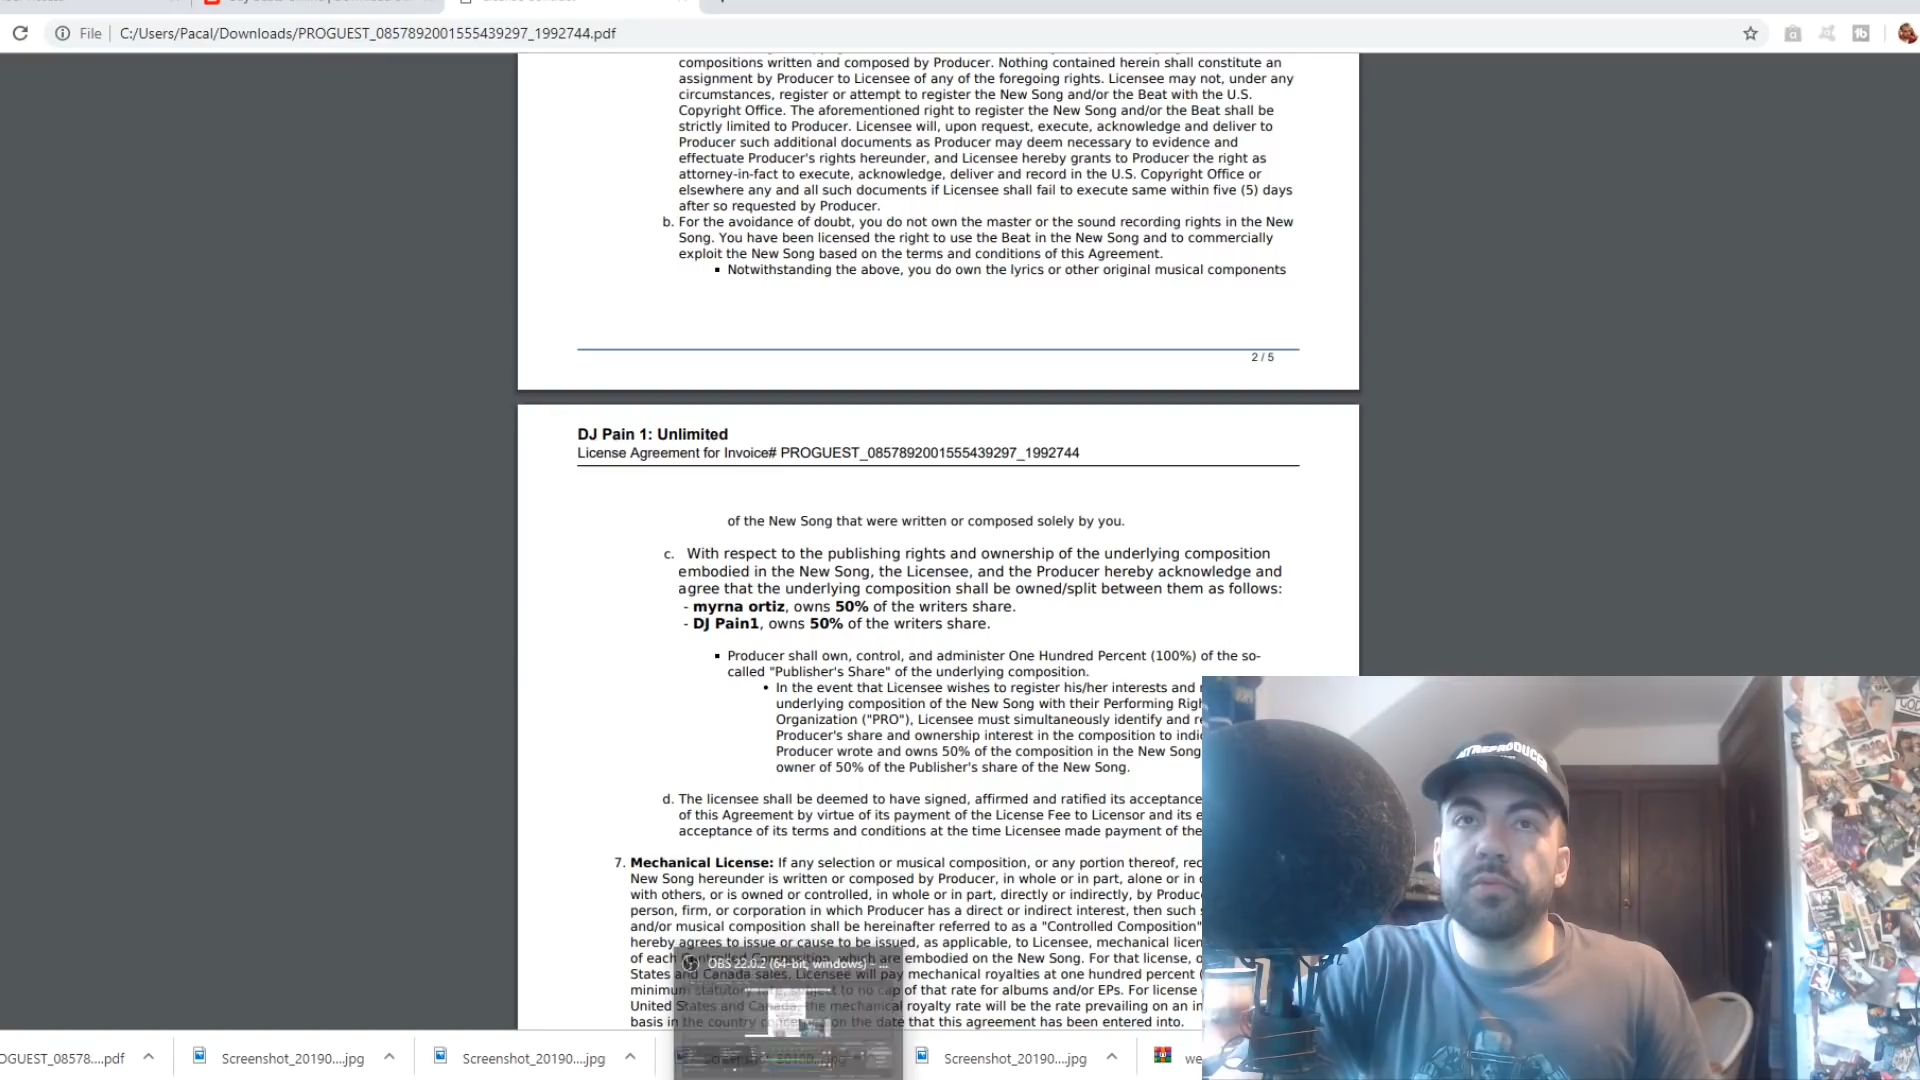 File
C:/Users/Pacal/Downloads/PROGUEST_0857892001555439297_1992744.pdf
compositions written and composed by Producer. Nothing contained herein shall constitute an
assignment by Producer to Licensee of any of the foregoing rights. Licensee may not, under any
circumstances, register or attempt to register the New Song and/or the Beat with the U.S.
Copyright Office. The aforementioned right to register the New Song and/or the Beat shall be
strictly limited to Producer. Licensee will, upon request, execute, acknowledge and deliver to
Producer such additional documents as Producer may deem necessary to evidence and
effectuate Producer's rights hereunder, and Licensee hereby grants to Producer the right as
attorney-in-fact to execute, acknowledge, deliver and record in the U.S. Copyright Office or
elsewhere any and all such documents if Licensee shall fail to execute same within five (5) days
after so requested by Producer.
b. For the avoidance of doubt, you do not own the master or the sound recording rights in the New
Song. You have been licensed the right to use the Beat in the New Song and to commercially
exploit the New Song based on the terms and conditions of this Agreement.
▪ Notwithstanding the above, you do own the lyrics or other original musical components
2 / 5
DJ Pain 1: Unlimited
License Agreement for Invoice# PROGUEST_0857892001555439297_1992744
of the New Song that were written or composed solely by you.
c. With respect to the publishing rights and ownership of the underlying composition
embodied in the New Song, the Licensee, and the Producer hereby acknowledge and
agree that the underlying composition shall be owned/split between them as follows:
- myrna ortiz, owns 50% of the writers share.
- DJ Pain1, owns 50% of the writers share.
▪ Producer shall own, control, and administer One Hundred Percent (100%) of the so-
called "Publisher's Share" of the underlying composition.
• In the event that Licensee wishes to register his/her interests and
underlying composition of the New Song with their Performing
Organization ("PRO"), Licensee must simultaneously identify and
Producer's share and ownership interest in the composition to
Producer wrote and owns 50% of the composition in the New Song
owner of 50% of the Publisher's share of the New Song.
d. The licensee shall be deemed to have signed, affirmed and ratified its acceptance
of this Agreement by virtue of its payment of the License Fee to Licensor and its
acceptance of its terms and conditions at the time Licensee made payment of the
7. Mechanical License: If any selection or musical composition, or any portion thereof,
New Song hereunder is written or composed by Producer, in whole or in part, alone or in
with others, or is owned or controlled, in whole or in part, directly or indirectly, by
person, firm, or corporation in which Producer has a direct or indirect interest, then such
and/or musical composition shall be hereinafter referred to as a "Controlled Composition"
hereby agrees to issue or cause to be issued, as applicable, to Licensee, mechanical
of each Controlled Composition, which are embodied on the New Song. For that license,
OBS 22.0.2 (64-bit, windows) - ...
States and Canada sales. Licensee will pay mechanical royalties at one hundred percent
minimum statutory rate, subject to no cap of that rate for albums and/or EPs. For license
United States and Canada, the mechanical royalty rate will be the rate prevailing on an
basis in the country on the date that this agreement has been entered into.
OGUEST_08578....pdf
Screenshot_20190....jpg
Screenshot_20190....jpg
Screenshot_20190....jpg
we